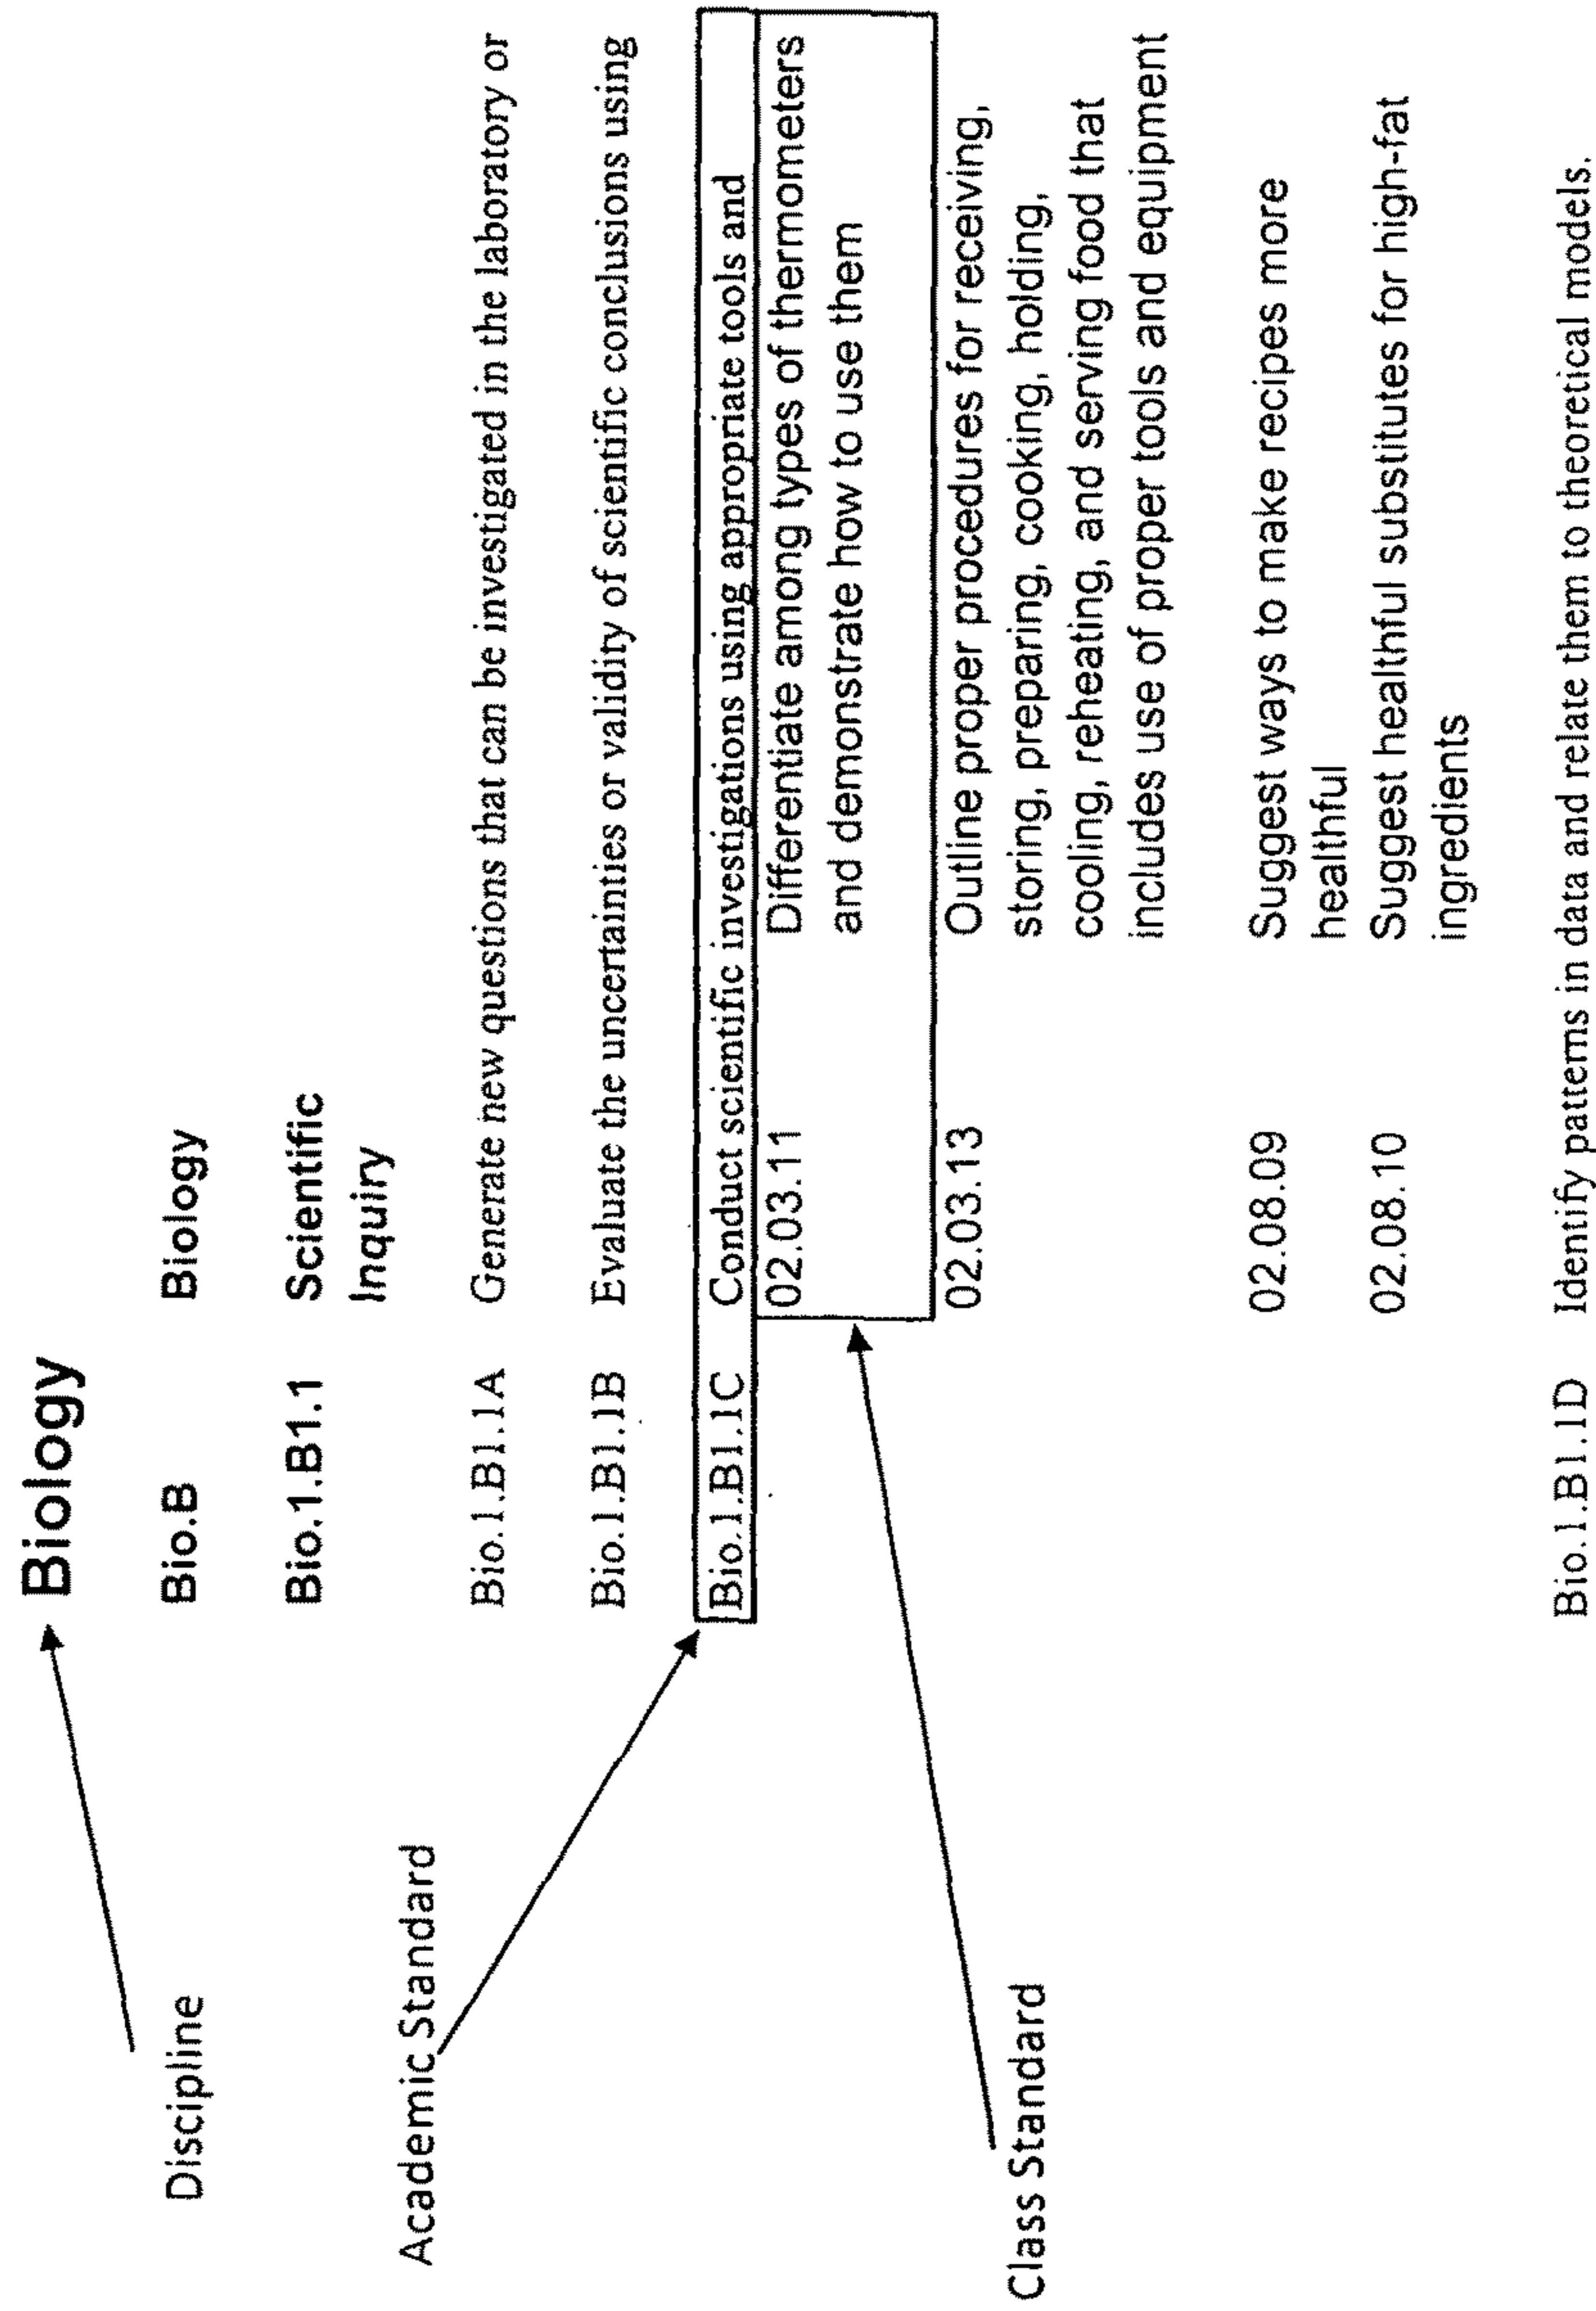 Biology
Discipline
Bio.B Biology
Bio.1.B1.1 Scientific
Inquiry
Academic Standard
Bio.1.B1.1A Generate new questions that can be investigated in the laboratory or
Bio.1.B1.1B Evaluate the uncertainties or validity of scientific conclusions using
Bio.1.B1.1C Conduct scientific investigations using appropriate tools and
02.03.11 Differentiate among types of thermometers
and demonstrate how to use them
02.03.13 Outline proper procedures for receiving,
storing, preparing, cooking, holding,
Class Standard
cooling, reheating, and serving food that
includes use of proper tools and equipment
02.08.09 Suggest ways to make recipes more
healthful
02.08.10 Suggest healthful substitutes for high-fat
ingredients
Bio.1.B1.1D Identify patterns in data and relate them to theoretical models.